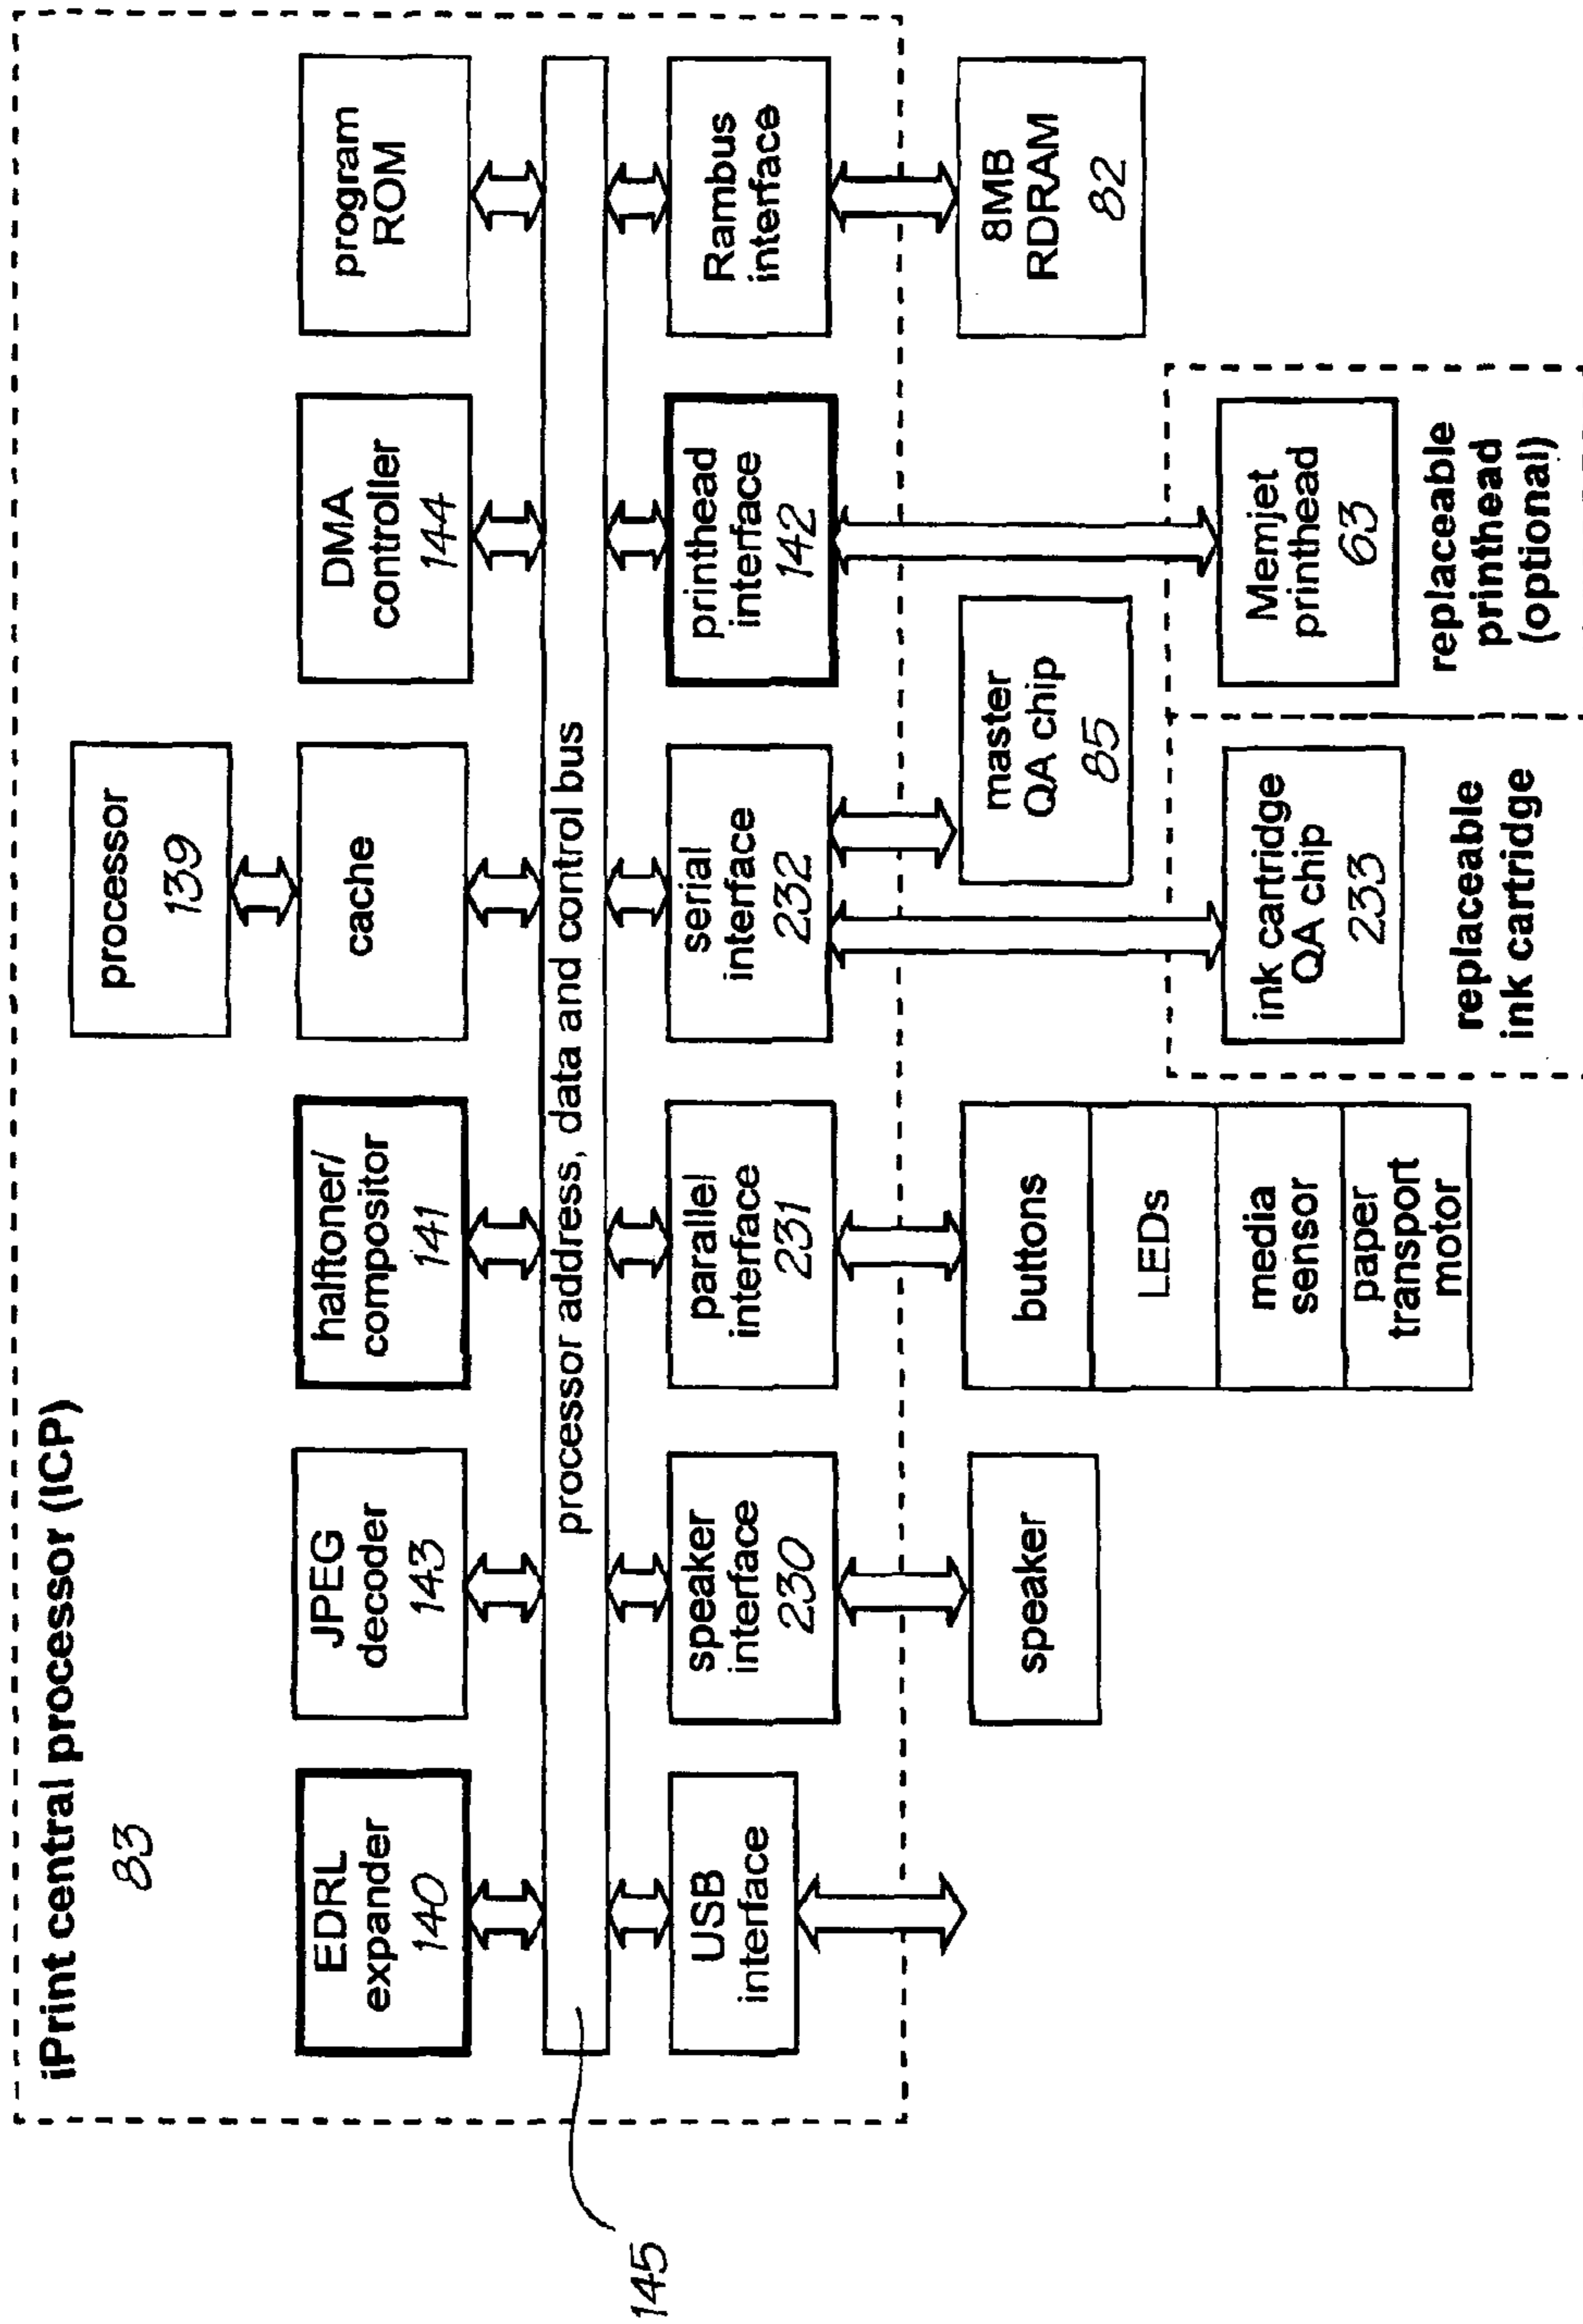 iPrint central processor (ICP)
83
processor
139
EDRL
expander
140
JPEG
decoder
143
halftoner/
compositor
141
cache
DMA
controller
144
program
ROM
145
processor address, data and control bus
USB
interface
speaker
interface
230
parallel
interface
231
serial
interface
232
printhead
interface
142
Rambus
interface
speaker
buttons
LEDs
media
sensor
paper
transport
motor
master
QA chip
85
8MB
RDRAM
82
ink cartridge
QA chip
233
replaceable
ink cartridge
Memjet
printhead
63
replaceable
printhead
(optional)